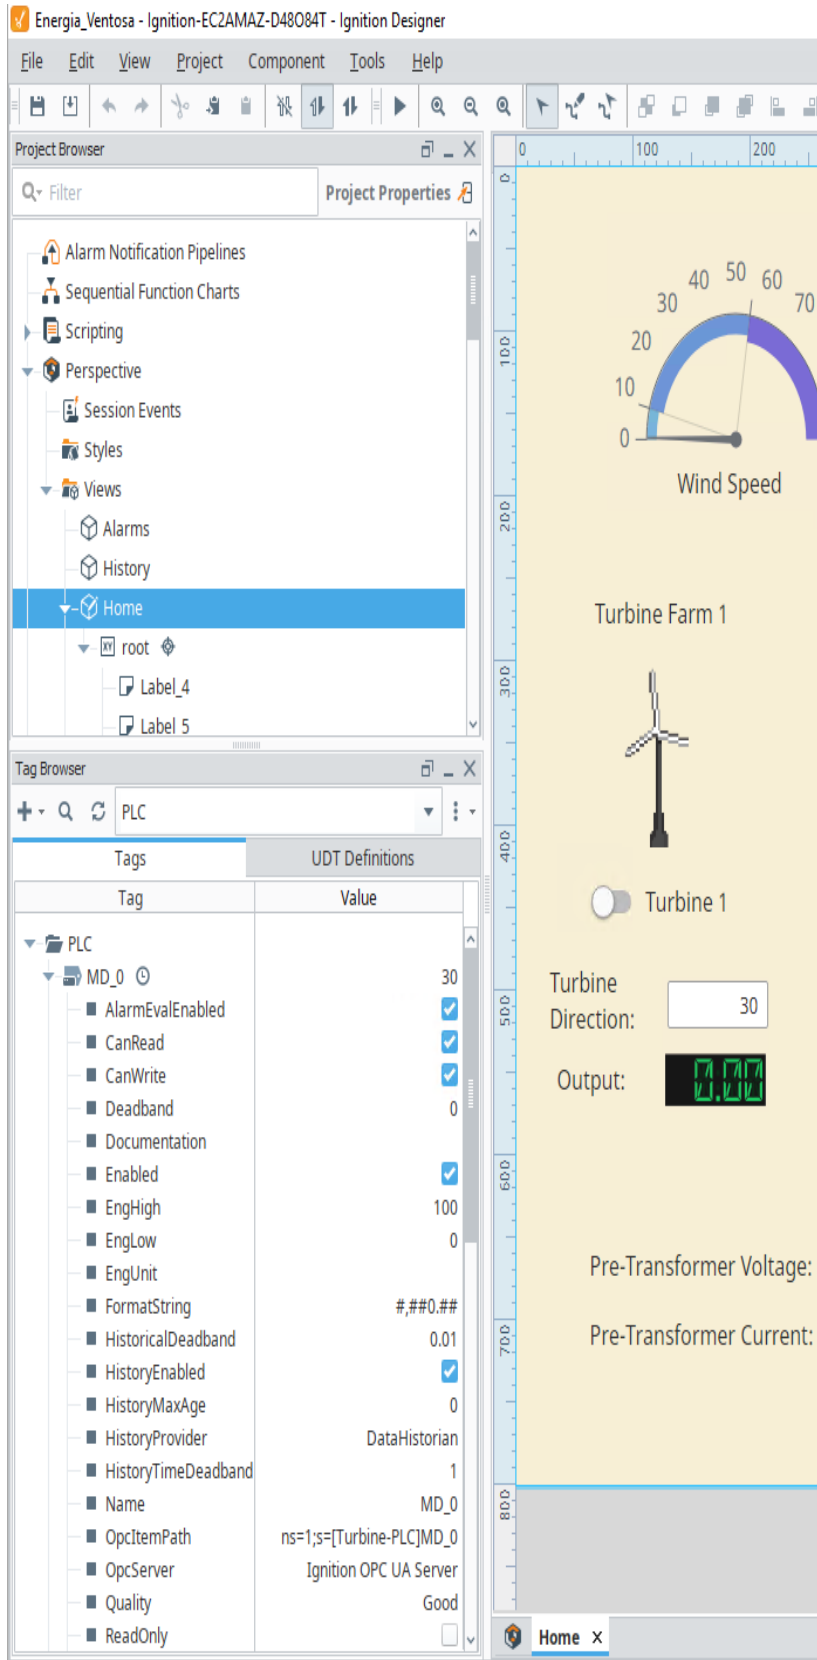 Energia_Ventosa - Ignition-EC2AMAZ-D48O84T - Ignition Designer
File Edit View Project Component Tools Help
Project Browser
Filter
Project Properties
Alarm Notification Pipelines
Sequential Function Charts
Scripting
Perspective
Session Events
Styles
Views
Alarms
History
Home
root
Label_4
Label_5
Tag Browser
PLC
Tags UDT Definitions
Tag Value
PLC
MD_0 30
AlarmEvalEnabled
CanRead
CanWrite
Deadband 0
Documentation
Enabled
EngHigh 100
EngLow 0
EngUnit
FormatString #,##0.##
HistoricalDeadband 0.01
HistoryEnabled
HistoryMaxAge 0
HistoryProvider DataHistorian
HistoryTimeDeadband 1
Name MD_0
OpcItemPath ns=1;s=[Turbine-PLC]MD_0
OpcServer Ignition OPC UA Server
Quality Good
ReadOnly
0 100 200
0
100
200
300
400
500
600
700
800
0 10 20 30 40 50 60 70
Wind Speed
Turbine Farm 1
Turbine 1
Turbine
Direction:
30
Output: 0.00
Pre-Transformer Voltage:
Pre-Transformer Current:
Home